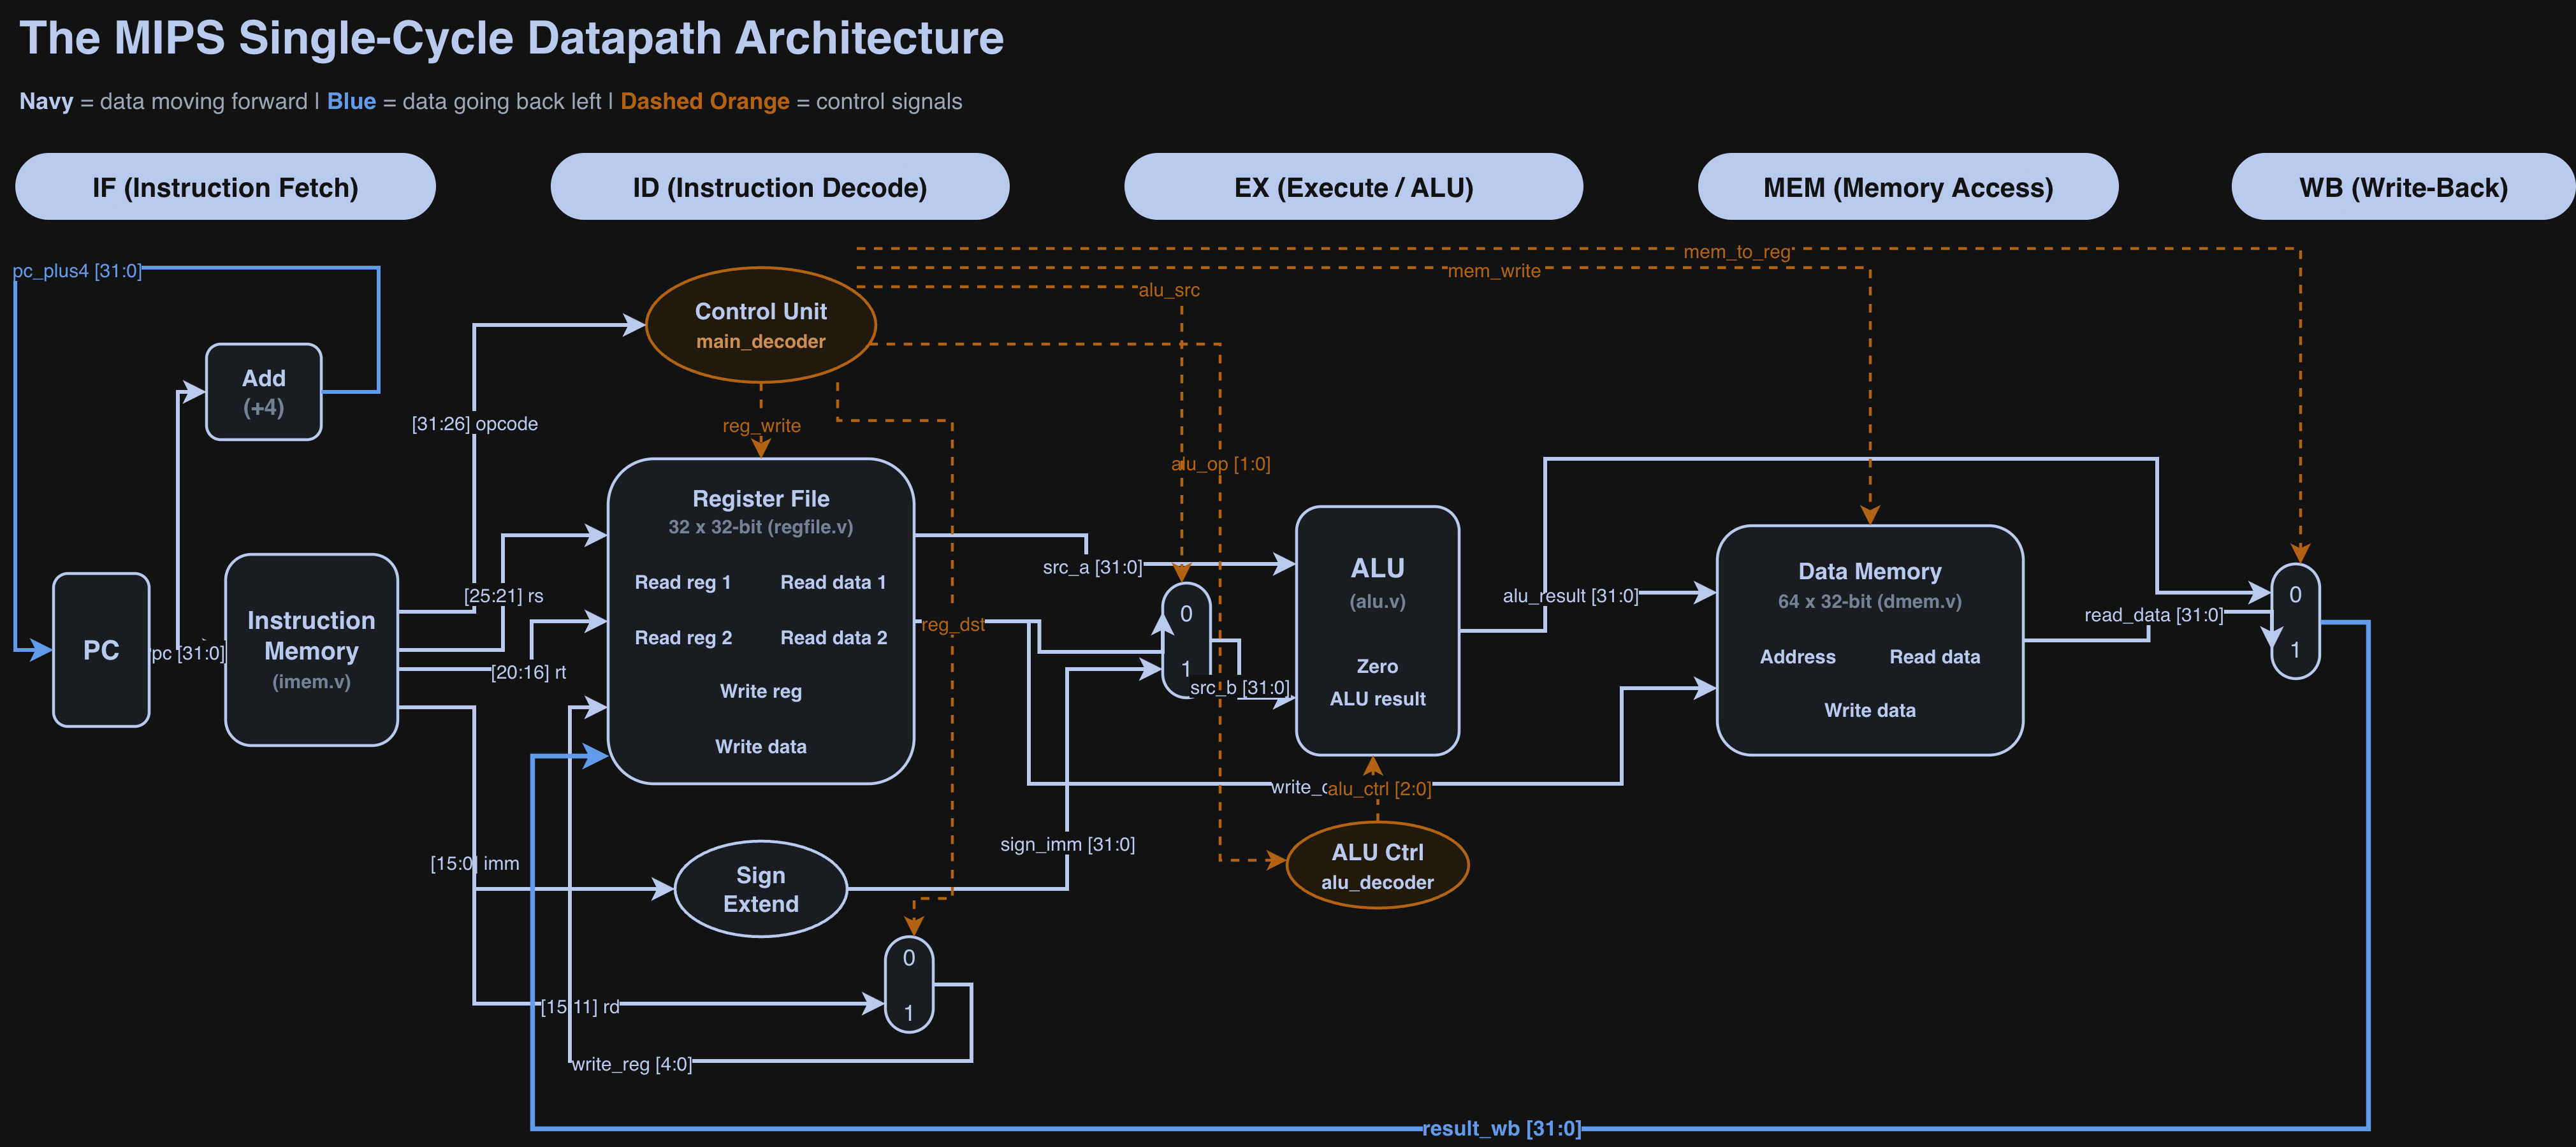 The MIPS Single-Cycle Datapath Architecture
Navy = data moving forward | Blue = data going back left | Dashed Orange = control signals
IF (Instruction Fetch)
ID (Instruction Decode)
EX (Execute / ALU)
MEM (Memory Access)
WB (Write-Back)
pc_plus4 [31:0]
mem_to_reg
mem_write
alu_src
Control Unit
main_decoder
Add
(+4)
[31:26] opcode
reg_write
alu_op [1:0]
Register File
32 x 32-bit (regfile.v)
Read reg 1
Read data 1
Read reg 2
Read data 2
Write reg
Write data
PC
pc [31:0]
Instruction
Memory
(imem.v)
[25:21] rs
[20:16] rt
reg_dst
src_a [31:0]
0
1
src_b [31:0]
ALU
(alu.v)
Zero
ALU result
alu_result [31:0]
Data Memory
64 x 32-bit (dmem.v)
Address
Read data
Write data
read_data [31:0]
0
1
alu_ctrl [2:0]
sign_imm [31:0]
ALU Ctrl
alu_decoder
[15:0] imm
Sign
Extend
0
1
[15:11] rd
write_reg [4:0]
result_wb [31:0]